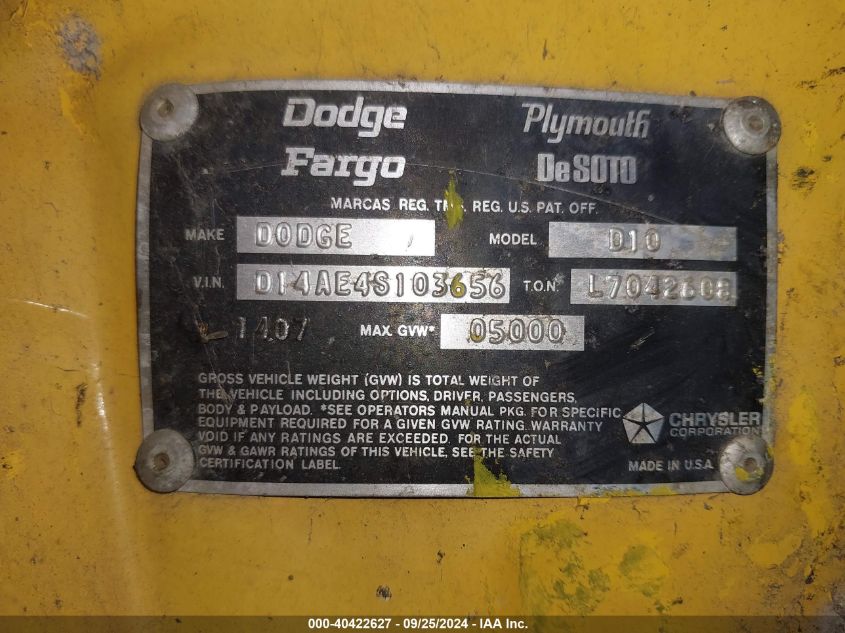 Dodge Plymouth
Fargo De SOTO
MARCAS REG. TMS. REG. U.S. PAT. OFF.
MAKE DODGE MODEL D10
V.I.N. D14AE4S103656 T.O.N. L7042608
1407 MAX. GVW* 05000
GROSS VEHICLE WEIGHT (GVW) IS TOTAL WEIGHT OF
THE VEHICLE INCLUDING OPTIONS, DRIVER, PASSENGERS,
BODY & PAYLOAD. *SEE OPERATORS MANUAL PKG. FOR SPECIFIC
EQUIPMENT REQUIRED FOR A GIVEN GVW RATING. WARRANTY
VOID IF ANY RATINGS ARE EXCEEDED. FOR THE ACTUAL
GVW & GAWR RATINGS OF THIS VEHICLE, SEE THE SAFETY
CERTIFICATION LABEL.
CHRYSLER
CORPORATION
MADE IN U.S.A.
000-40422627 - 09/25/2024 - IAA Inc.